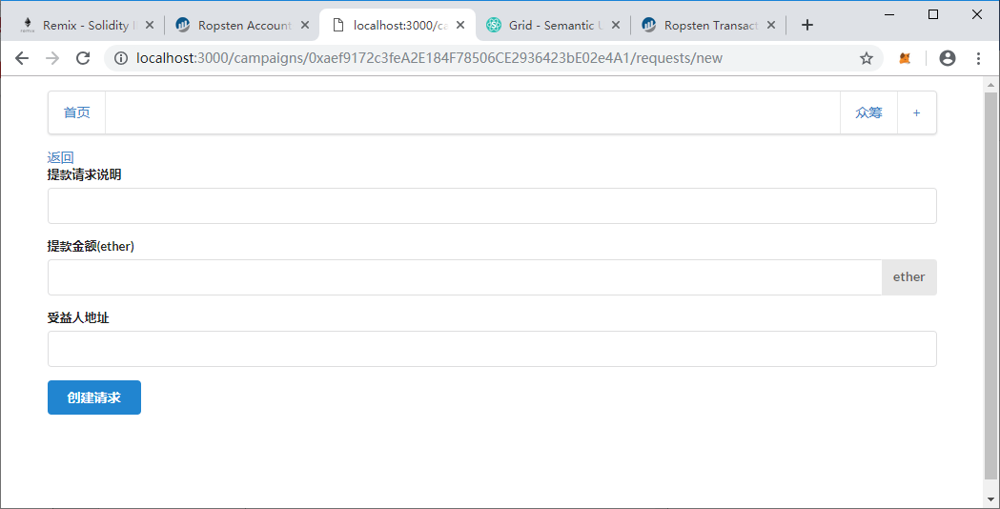 Remix - Solidity I
Ropsten Account
localhost:3000/ca
Grid - Semantic U
Ropsten Transact
localhost:3000/campaigns/0xaef9172c3feA2E184F78506CE2936423bE02e4A1/requests/new
首页
众筹
+
返回
提款请求说明
提款金额(ether)
ether
受益人地址
创建请求